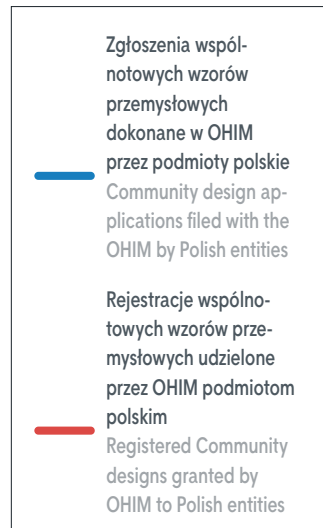 Zgłoszenia wspól-
notowych wzorów
przemysłowych
dokonane w OHIM
przez podmioty polskie
Community design ap-
plications filed with the
OHIM by Polish entities
Rejestracje wspólno-
towych wzorów prze-
mysłowych udzielone
przez OHIM podmiotom
polskim
Registered Community
designs granted by
OHIM to Polish entities